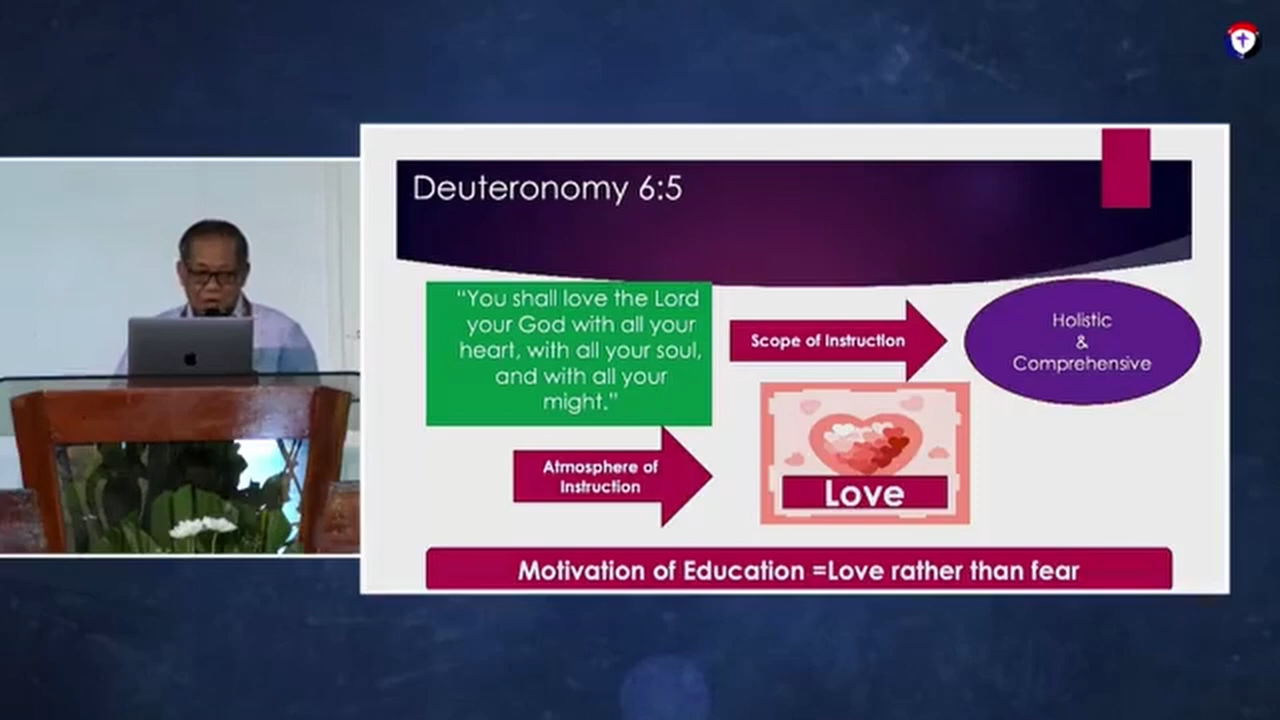 Deuteronomy 6:5
“You shall love the Lord
your God with all your
heart, with all your soul,
and with all your
might.”
Scope of Instruction
Holistic
&
Comprehensive
Atmosphere of
Instruction
Love
Motivation of Education =Love rather than fear